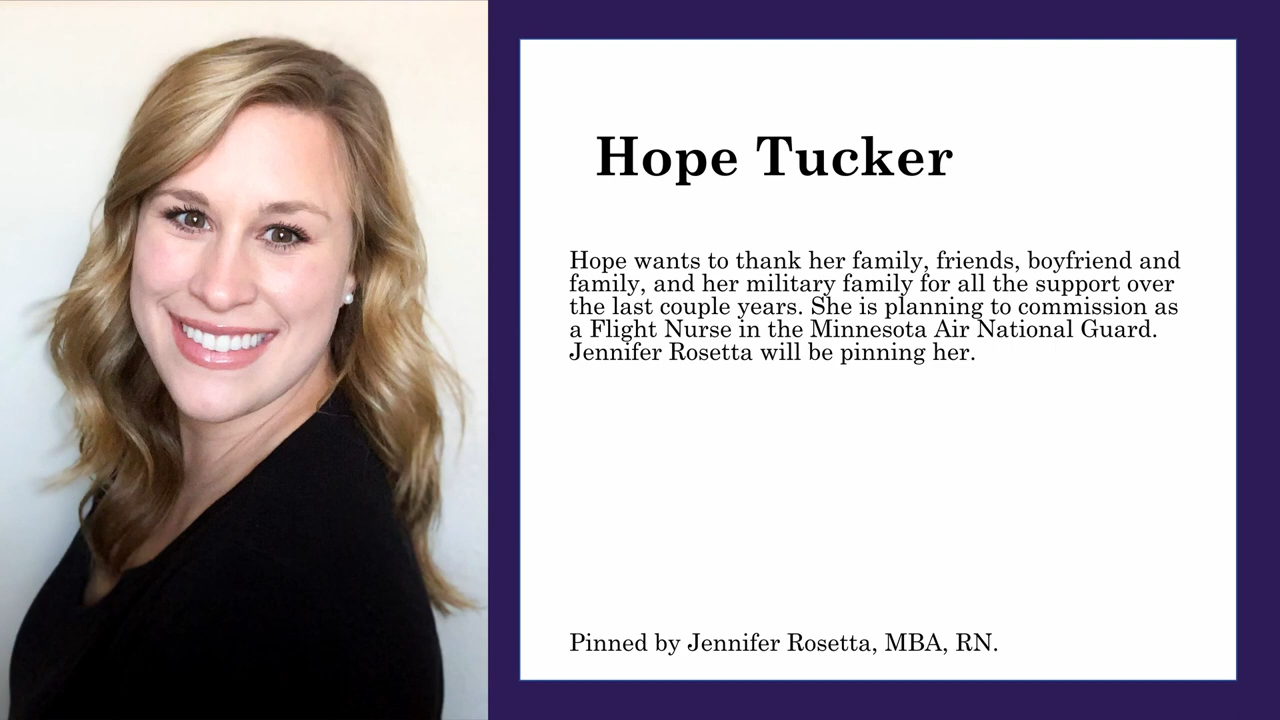 Hope Tucker
Hope wants to thank her family, friends, boyfriend and
family, and her military family for all the support over
the last couple years. She is planning to commission as
a Flight Nurse in the Minnesota Air National Guard.
Jennifer Rosetta will be pinning her.
Pinned by Jennifer Rosetta, MBA, RN.